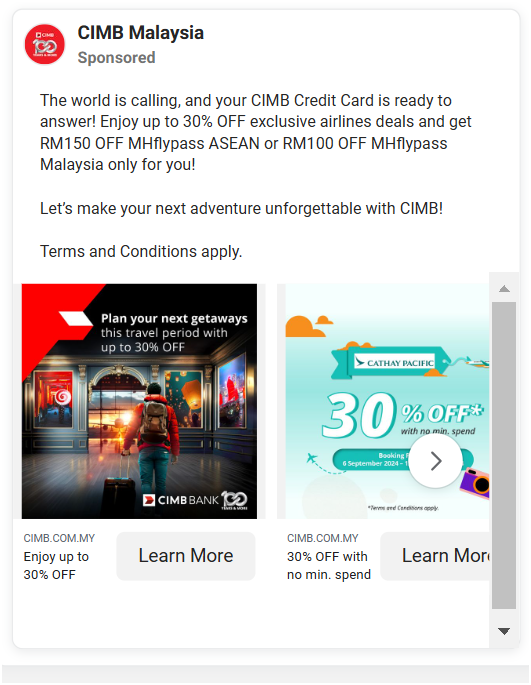 CIMB Malaysia
Sponsored
The world is calling, and your CIMB Credit Card is ready to
answer! Enjoy up to 30% OFF exclusive airlines deals and get
RM150 OFF MHflypass ASEAN or RM100 OFF MHflypass
Malaysia only for you!
Let’s make your next adventure unforgettable with CIMB!
Terms and Conditions apply.
Plan your next getaways
this travel period with
up to 30% OFF
CIMB BANK 100
YEARS & MORE
CIMB.COM.MY
Enjoy up to
30% OFF
Learn More
CATHAY PACIFIC
30% OFF*
with no min. spend
Booking
6 September 2024 –
*Terms and Conditions apply.
CIMB.COM.MY
30% OFF with
no min. spend
Learn